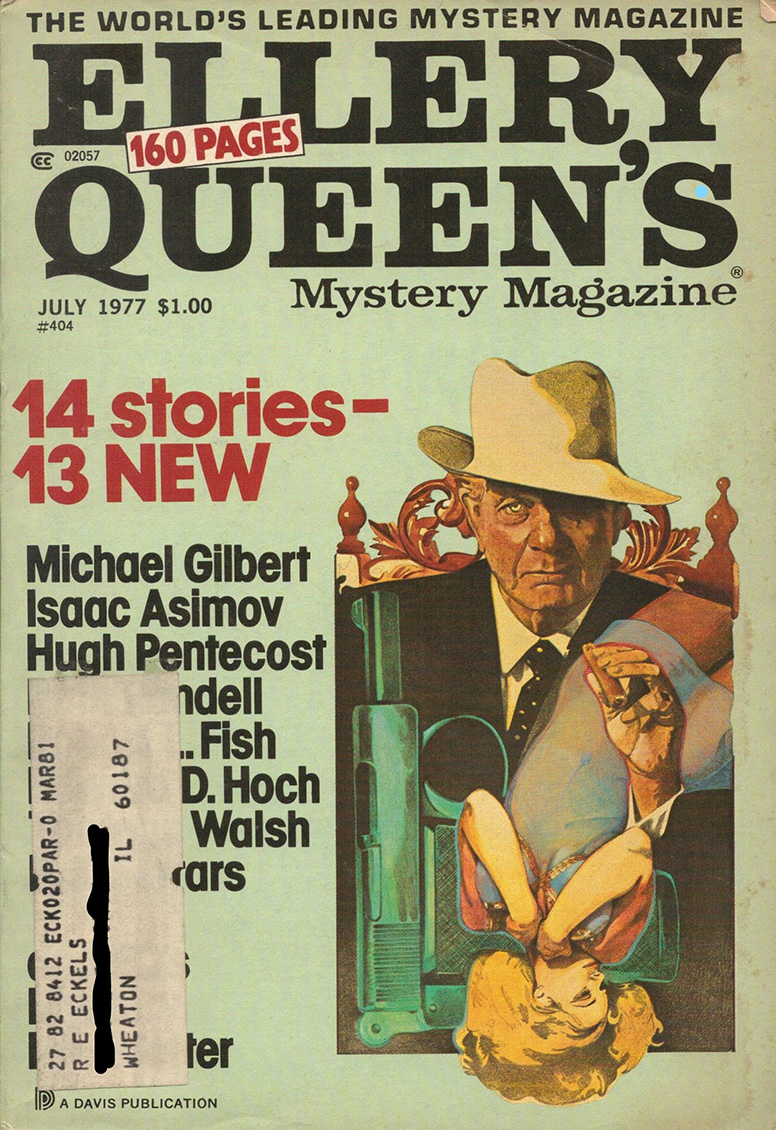 THE WORLD'S LEADING MYSTERY MAGAZINE
ELLERY
160 PAGES
CC 02057
QUEEN'S
Mystery Magazine®
JULY 1977 $1.00
#404
14 stories-
13 NEW
Michael Gilbert
Isaac Asimov
Hugh Pentecost
ndell
. Fish
D. Hoch
Walsh
ars
s
ter
27 82 8412 ECK020PAR-0 MAR81
R E ECKELS
WHEATON IL 60187
A DAVIS PUBLICATION